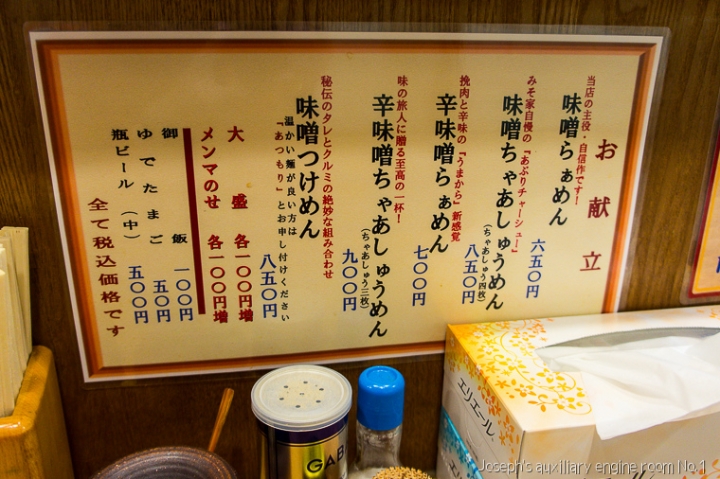 お献立
当店の主役・自信作です!
味噌らぁめん
六五〇円
みそ家自慢の「あぶりチャーシュー」
味噌ちゃあしゅうめん
(ちゃあしゅう四枚)
八五〇円
挽肉と辛味の「うまから」新感覚
辛味噌らぁめん
七〇〇円
味の旅人に贈る至高の一杯!
辛味噌ちゃあしゅうめん
(ちゃあしゅう三枚)
九〇〇円
秘伝のタレとクルミの絶妙な組み合わせ
味噌つけめん
温かい麺が良い方は
「あつもり」とお申し付けください
八五〇円
大盛 各一〇〇円増
メンマのせ 各一〇〇円増
御飯 一〇〇円
ゆでたまご 五〇円
瓶ビール(中) 五〇〇円
全て税込価格です
エリエール
エリエール
GAB
Joseph's auxiliary engine room No.1